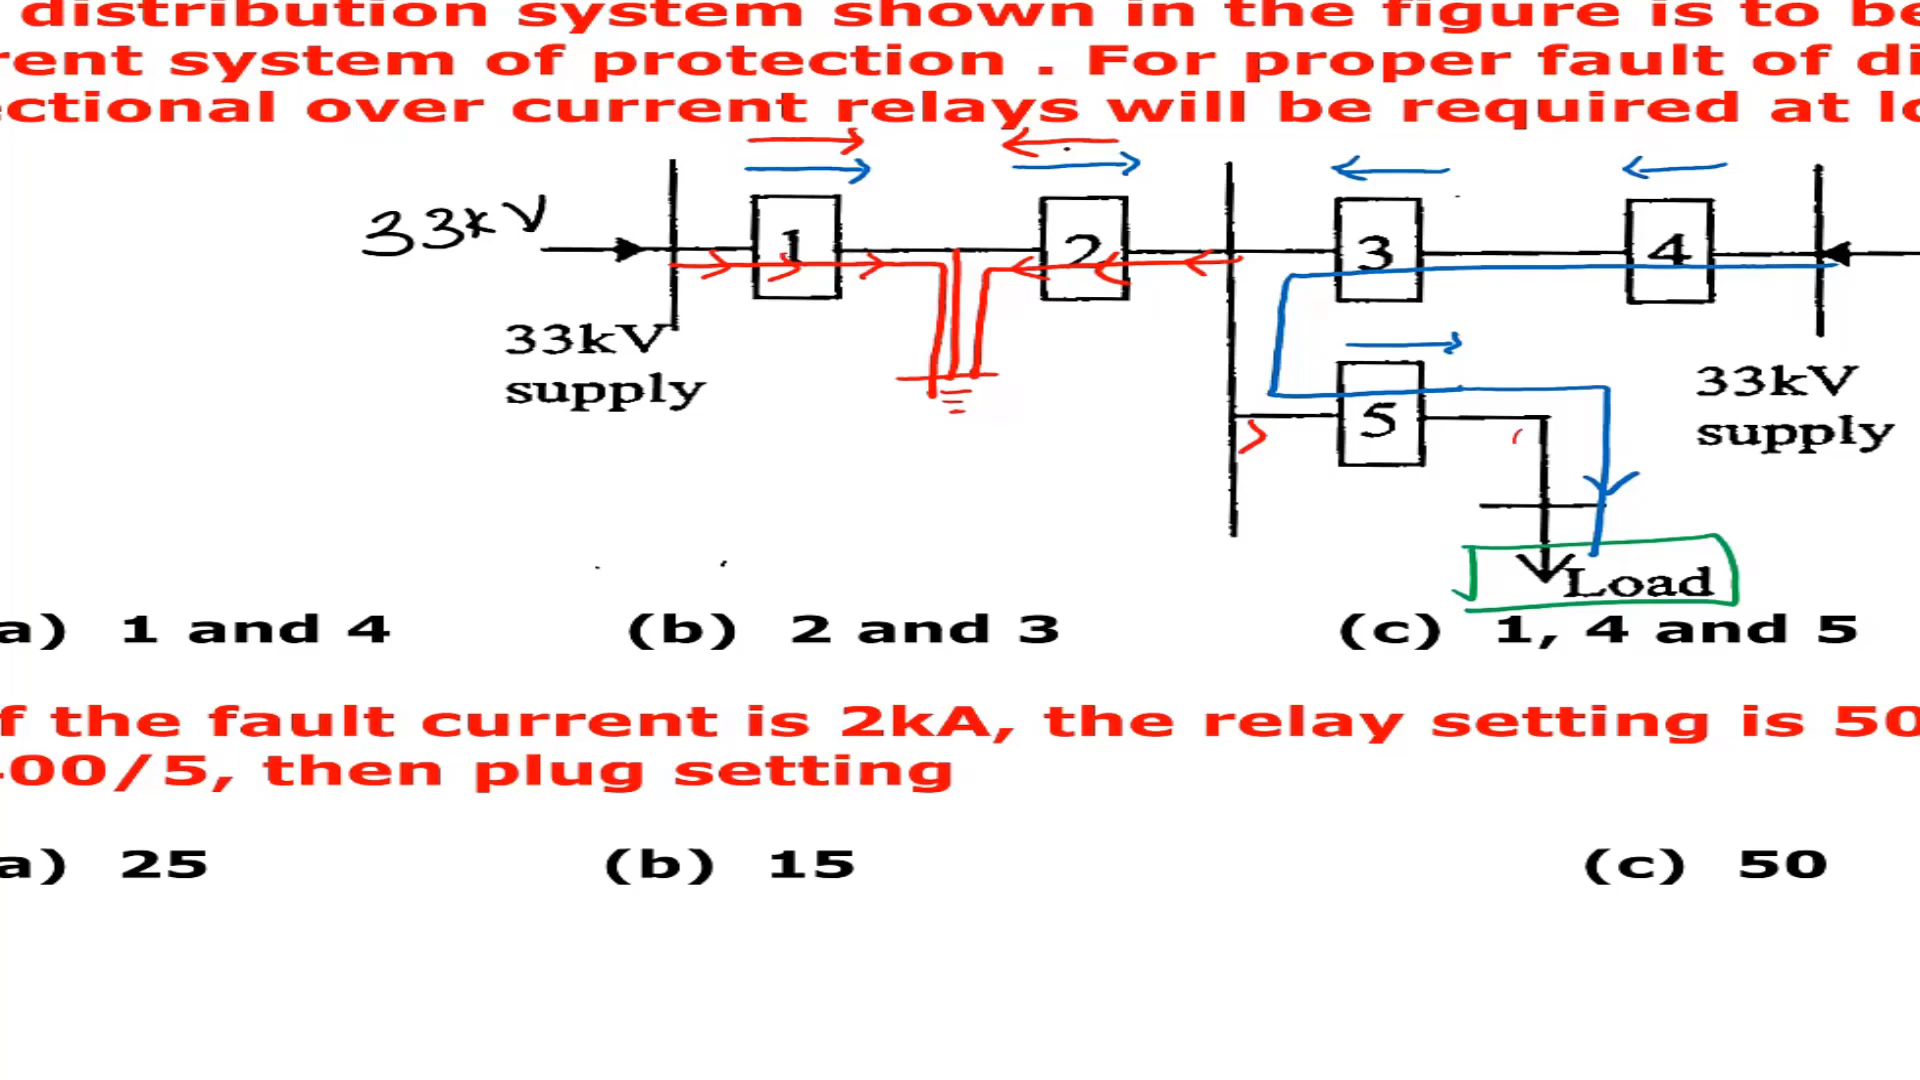 distribution system shown in the figure is to be
rent system of protection . For proper fault of di
ectional over current relays will be required at lo
33kV
1
2
3
4
33kV
supply
5
33kV
supply
Load
a) 1 and 4 (b) 2 and 3 (c) 1, 4 and 5
f the fault current is 2kA, the relay setting is 50
00/5, then plug setting
a) 25 (b) 15 (c) 50